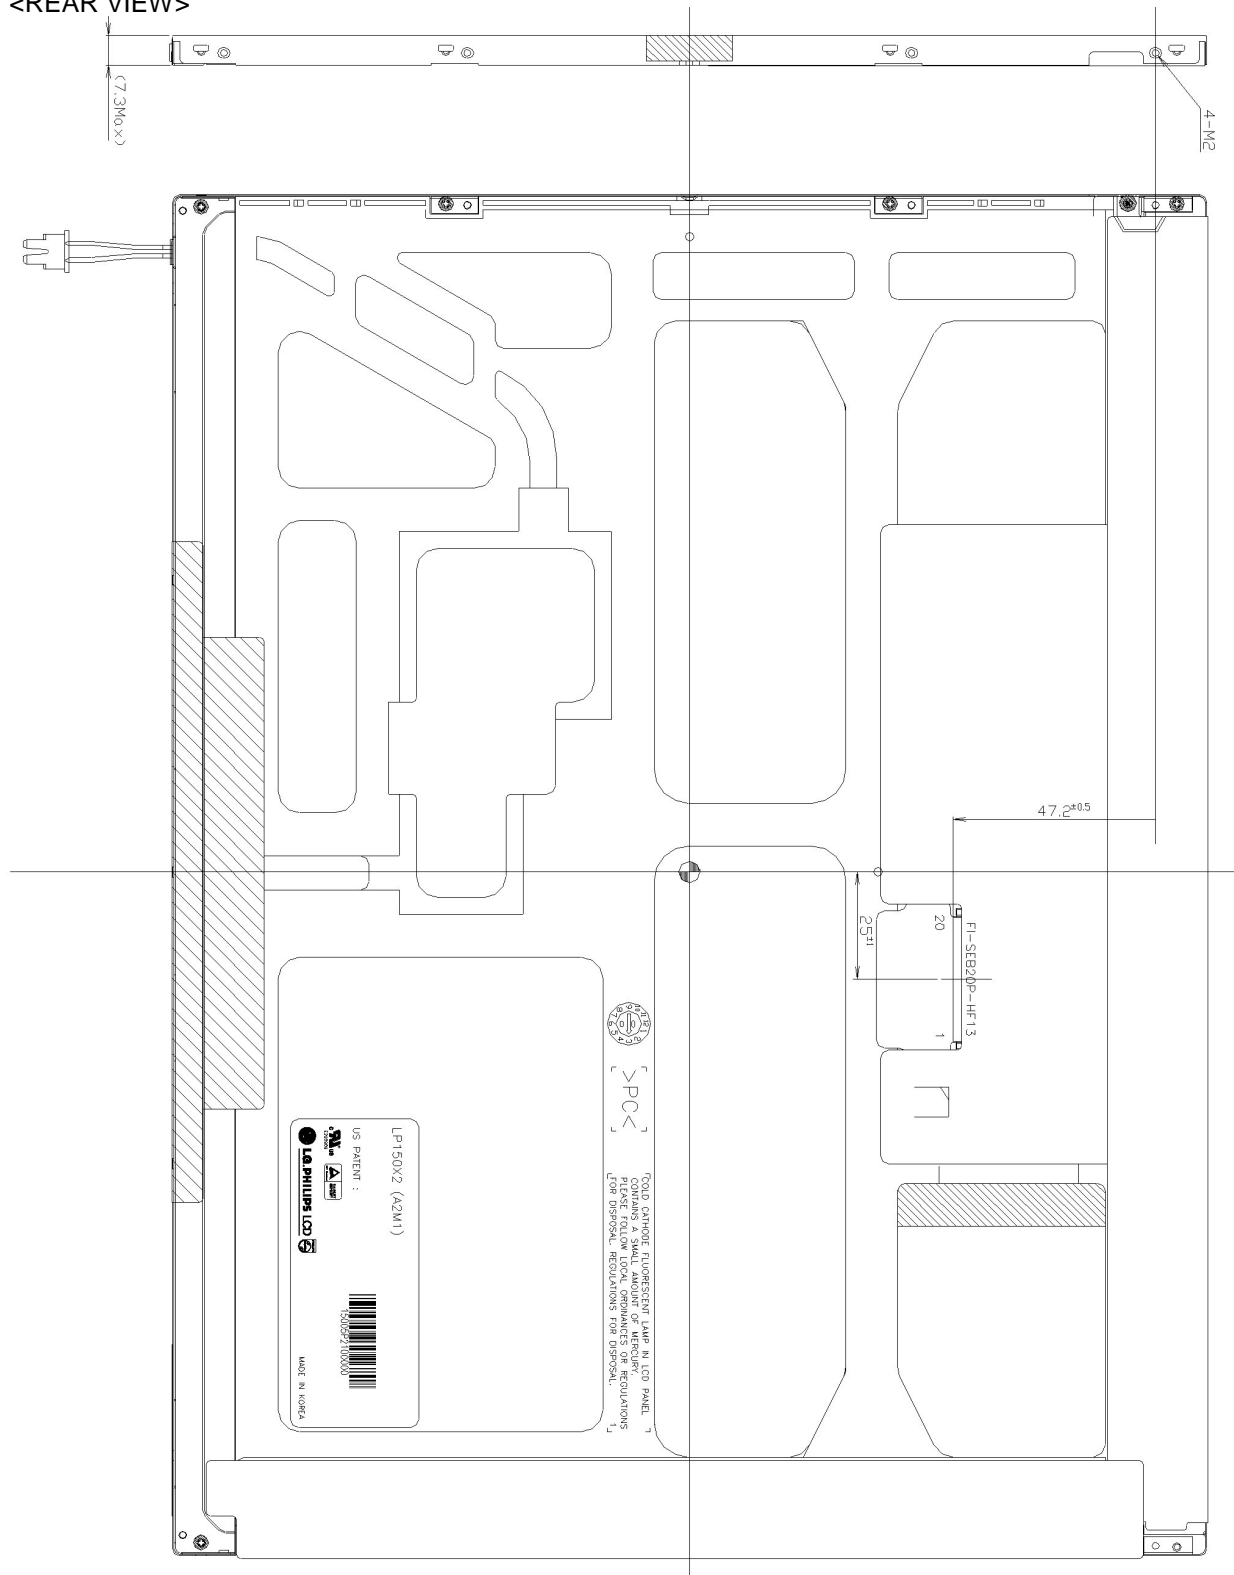 <REAR VIEW>
(7.3Max)
4-M2
47.2±0.5
25±1
20
FI-SEB20P-HF13
1
>PC<
COLD CATHODE FLUORESCENT LAMP IN LCD PANEL
CONTAINS A SMALL AMOUNT OF MERCURY,
PLEASE FOLLOW LOCAL ORDINANCES OR REGULATIONS
FOR DISPOSAL. REGULATIONS FOR DISPOSAL.
LP150X2 (A2M1)
US PATENT :
LG.PHILIPS LCD
15005P2100000
MADE IN KOREA